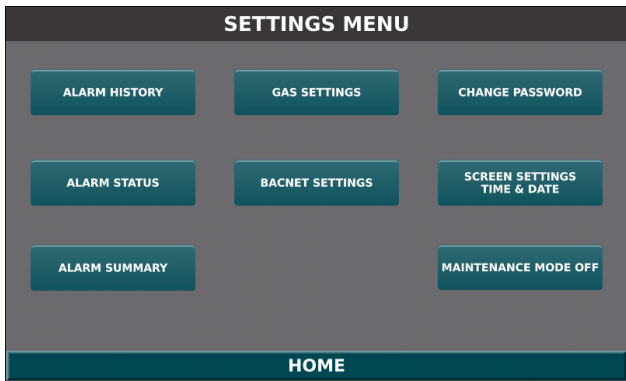 SETTINGS MENU
ALARM HISTORY
GAS SETTINGS
CHANGE PASSWORD
ALARM STATUS
BACNET SETTINGS
SCREEN SETTINGS
TIME & DATE
ALARM SUMMARY
MAINTENANCE MODE OFF
HOME